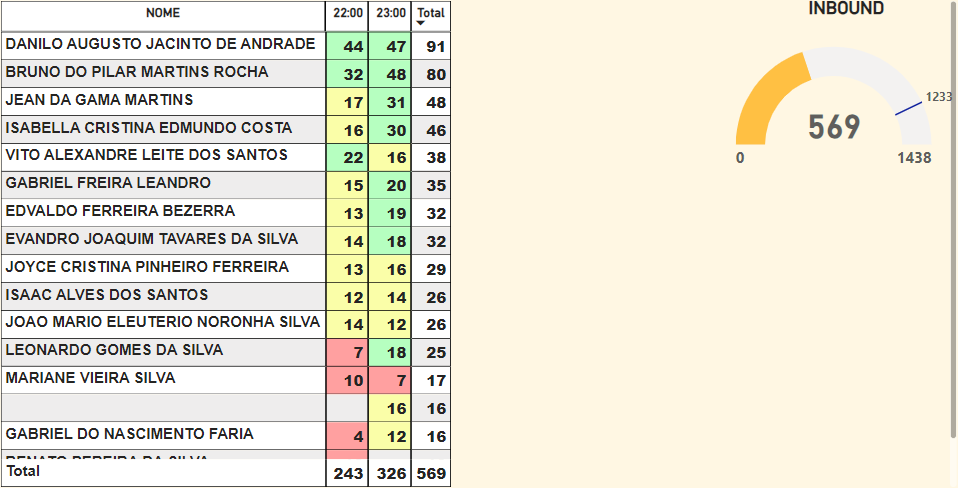 NOME 22:00 23:00 Total
DANILO AUGUSTO JACINTO DE ANDRADE 44 47 91
BRUNO DO PILAR MARTINS ROCHA 32 48 80
JEAN DA GAMA MARTINS 17 31 48
ISABELLA CRISTINA EDMUNDO COSTA 16 30 46
VITO ALEXANDRE LEITE DOS SANTOS 22 16 38
GABRIEL FREIRA LEANDRO 15 20 35
EDVALDO FERREIRA BEZERRA 13 19 32
EVANDRO JOAQUIM TAVARES DA SILVA 14 18 32
JOYCE CRISTINA PINHEIRO FERREIRA 13 16 29
ISAAC ALVES DOS SANTOS 12 14 26
JOAO MARIO ELEUTERIO NORONHA SILVA 14 12 26
LEONARDO GOMES DA SILVA 7 18 25
MARIANE VIEIRA SILVA 10 7 17
16 16
GABRIEL DO NASCIMENTO FARIA 4 12 16
RENATO PEREIRA DA SILVA
Total 243 326 569
INBOUND
1233
569
0 1438